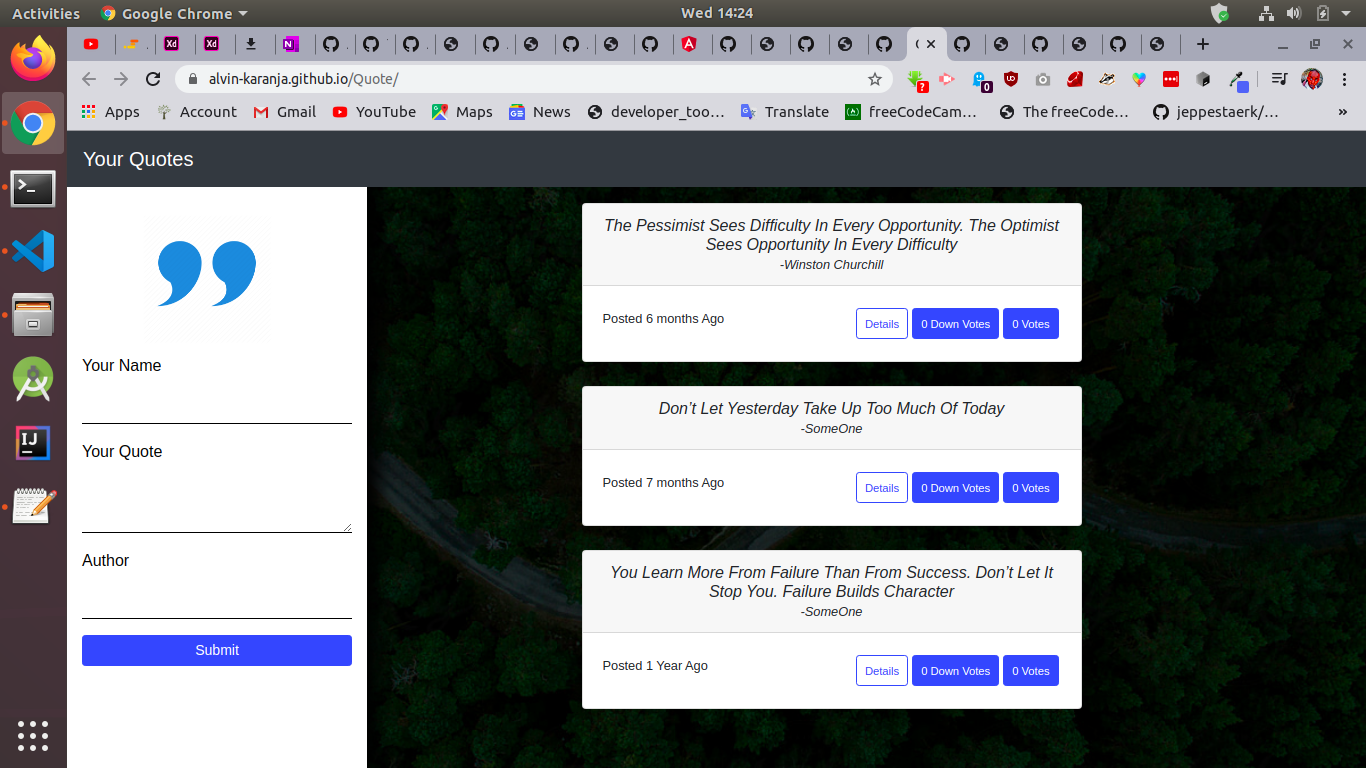 Activities
Google Chrome
Wed 14:24
Xd
Xd
N
A
alvin-karanja.github.io/Quote/
?
0
Apps
Account
Gmail
YouTube
Maps
News
developer_too…
Translate
freeCodeCam…
The freeCode…
jeppestaerk/…
»
Your Quotes
The Pessimist Sees Difficulty In Every Opportunity. The Optimist
Sees Opportunity In Every Difficulty
-Winston Churchill
Posted 6 months Ago
Details
0 Down Votes
0 Votes
Your Name
Don’t Let Yesterday Take Up Too Much Of Today
-SomeOne
Your Quote
Posted 7 months Ago
Details
0 Down Votes
0 Votes
Author
You Learn More From Failure Than From Success. Don’t Let It
Stop You. Failure Builds Character
-SomeOne
Submit
Posted 1 Year Ago
Details
0 Down Votes
0 Votes
IJ